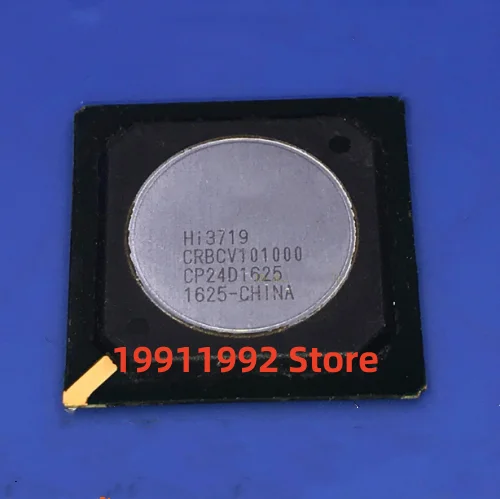 Hi3719
CRBCV101000
CP24D1625
1625-CHINA
19911992 Store